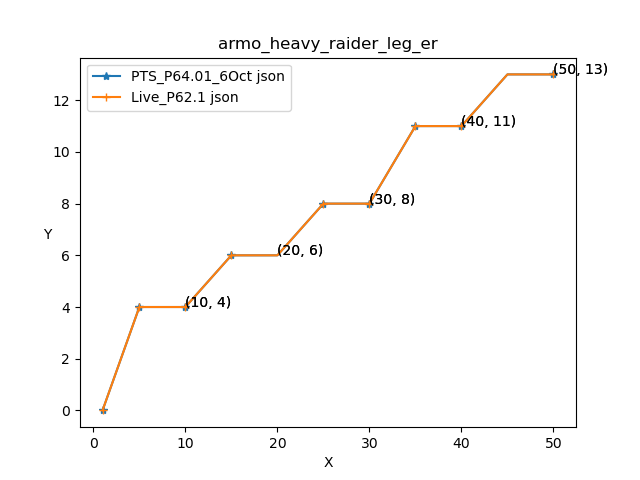 armo_heavy_raider_leg_er
PTS_P64.01_6Oct json
Live_P62.1 json
(50, 13)
(40, 11)
(30, 8)
(20, 6)
(10, 4)
12
10
8
6
4
2
0
Y
0 10 20 30 40 50
X